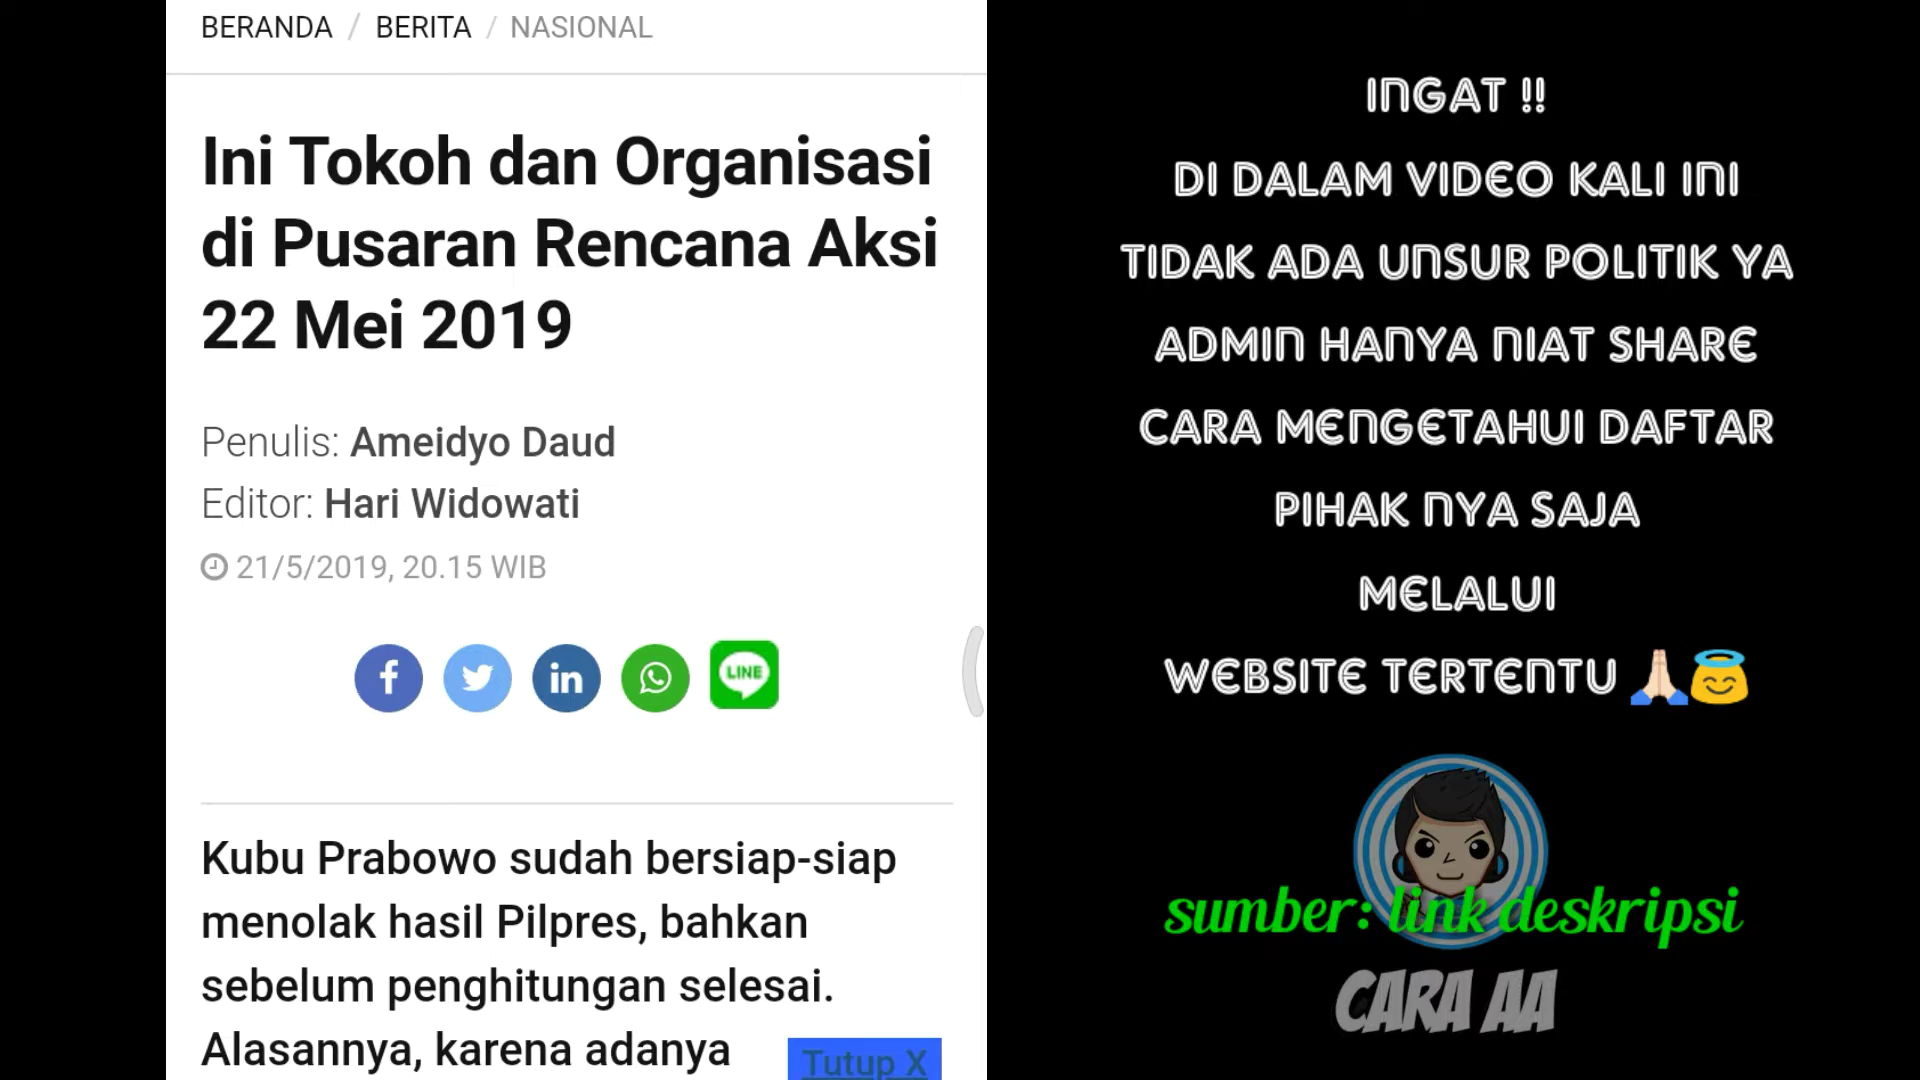 BERANDA / BERITA / NASIONAL
Ini Tokoh dan Organisasi
di Pusaran Rencana Aksi
22 Mei 2019
Penulis: Ameidyo Daud
Editor: Hari Widowati
21/5/2019, 20.15 WIB
f
in
LINE
Kubu Prabowo sudah bersiap-siap
menolak hasil Pilpres, bahkan
sebelum penghitungan selesai.
Alasannya, karena adanya
Tutup X
INGAT !!
DI DALAM VIDEO KALI INI
TIDAK ADA UNSUR POLITIK YA
ADMIN HANYA NIAT SHARE
CARA MENGETAHUI DAFTAR
PIHAK NYA SAJA
MELALUI
WEBSITE TERTENTU 🙏🏻😇
sumber: link deskripsi
CARA AA